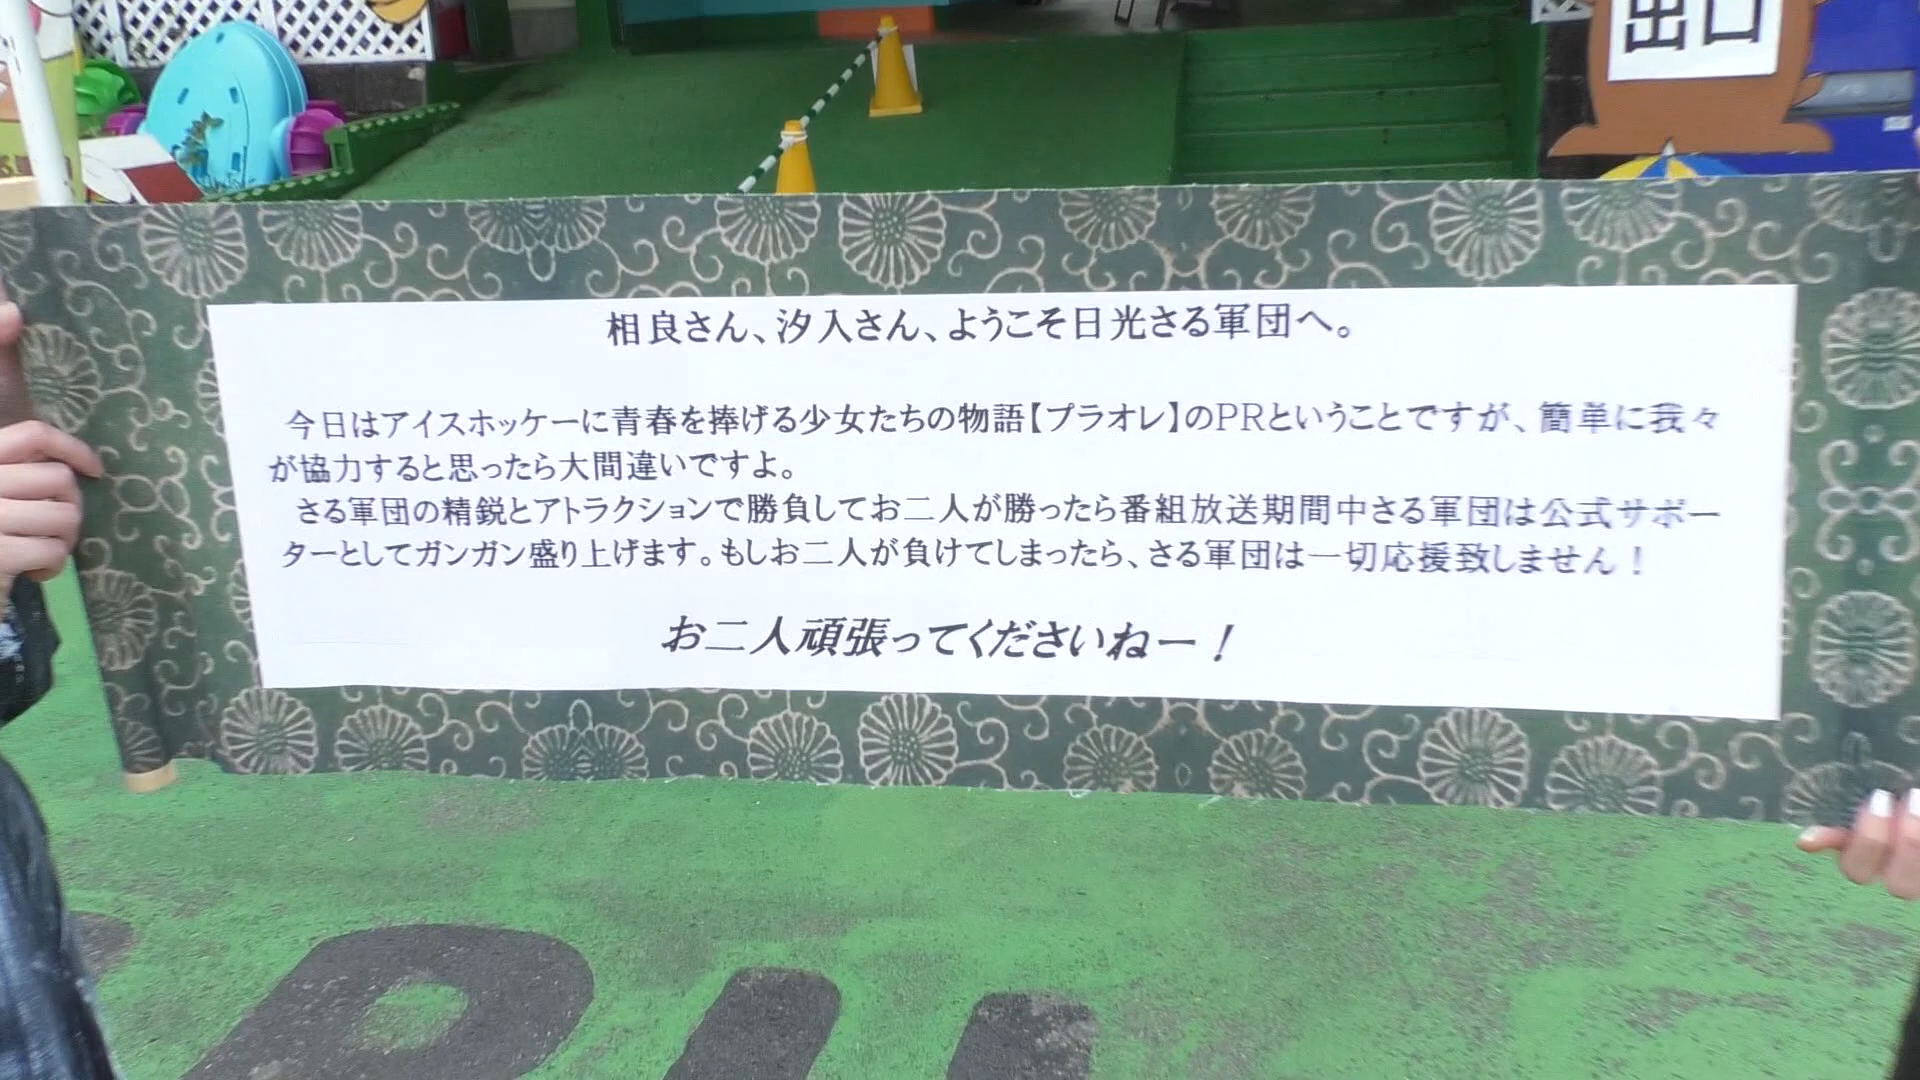 出口
相良さん、汐入さん、ようこそ日光さる軍団へ。
今日はアイスホッケーに青春を捧げる少女たちの物語【プラオレ】のPRということですが、簡単に我々
が協力すると思ったら大間違いですよ。
さる軍団の精鋭とアトラクションで勝負してお二人が勝ったら番組放送期間中さる軍団は公式サポー
ターとしてガンガン盛り上げます。もしお二人が負けてしまったら、さる軍団は一切応援致しません！
お二人頑張ってくださいねー！